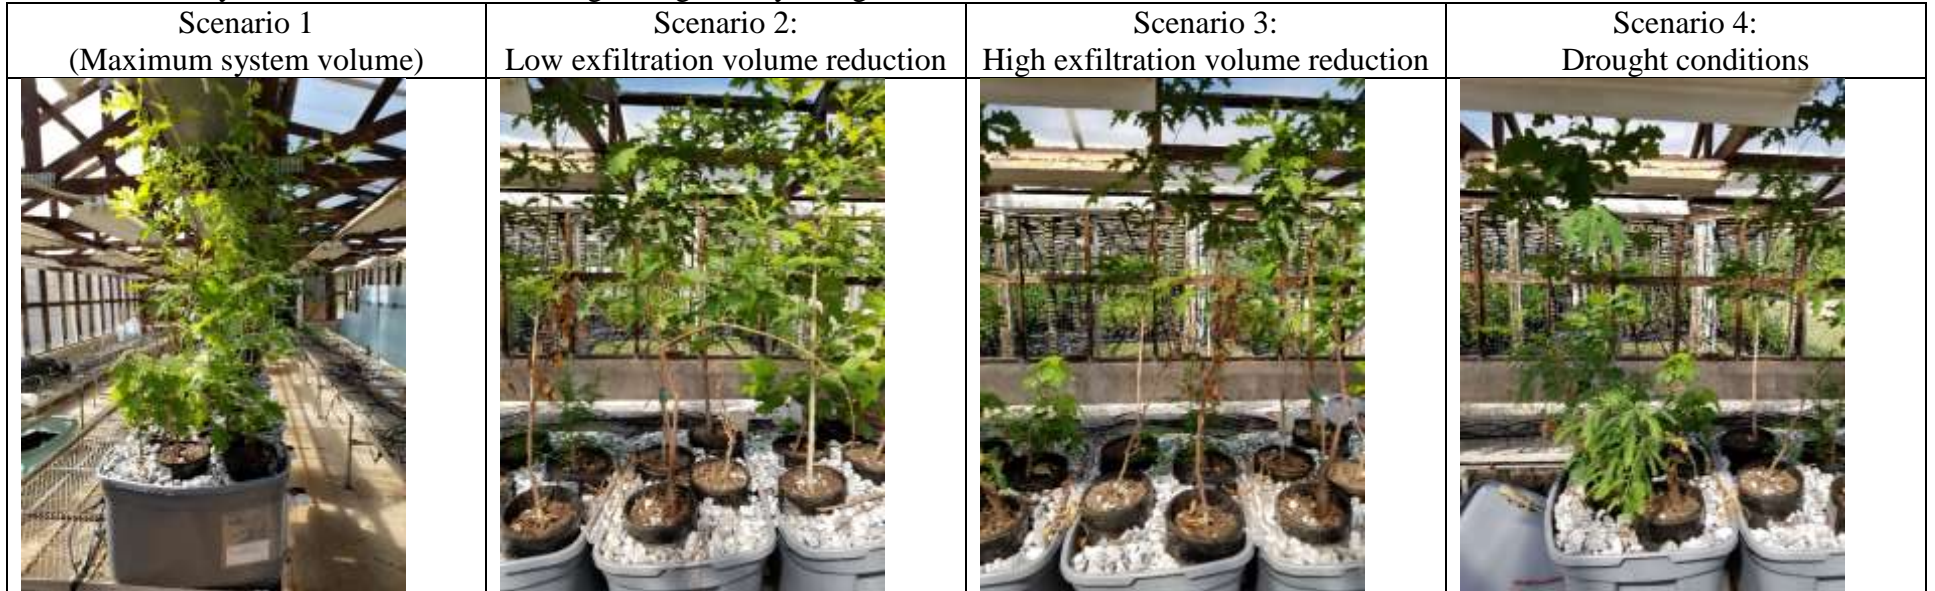 Scenario 1
(Maximum system volume)
Scenario 2:
Low exfiltration volume reduction
Scenario 3:
High exfiltration volume reduction
Scenario 4:
Drought conditions